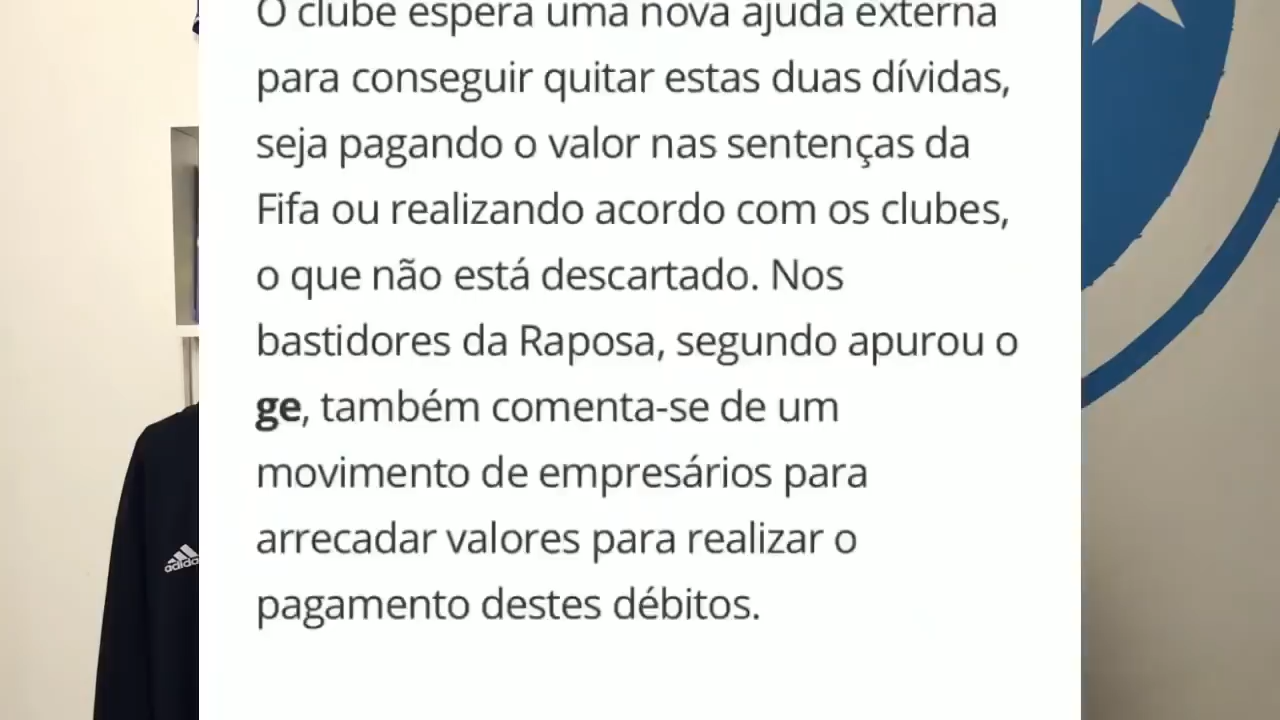 O clube espera uma nova ajuda externa
para conseguir quitar estas duas dívidas,
seja pagando o valor nas sentenças da
Fifa ou realizando acordo com os clubes,
o que não está descartado. Nos
bastidores da Raposa, segundo apurou o
ge, também comenta-se de um
movimento de empresários para
arrecadar valores para realizar o
pagamento destes débitos.
adidas